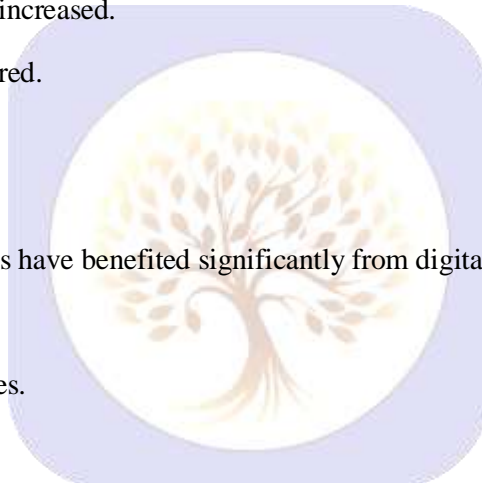 increased.
red.
s have benefited significantly from digita
es.